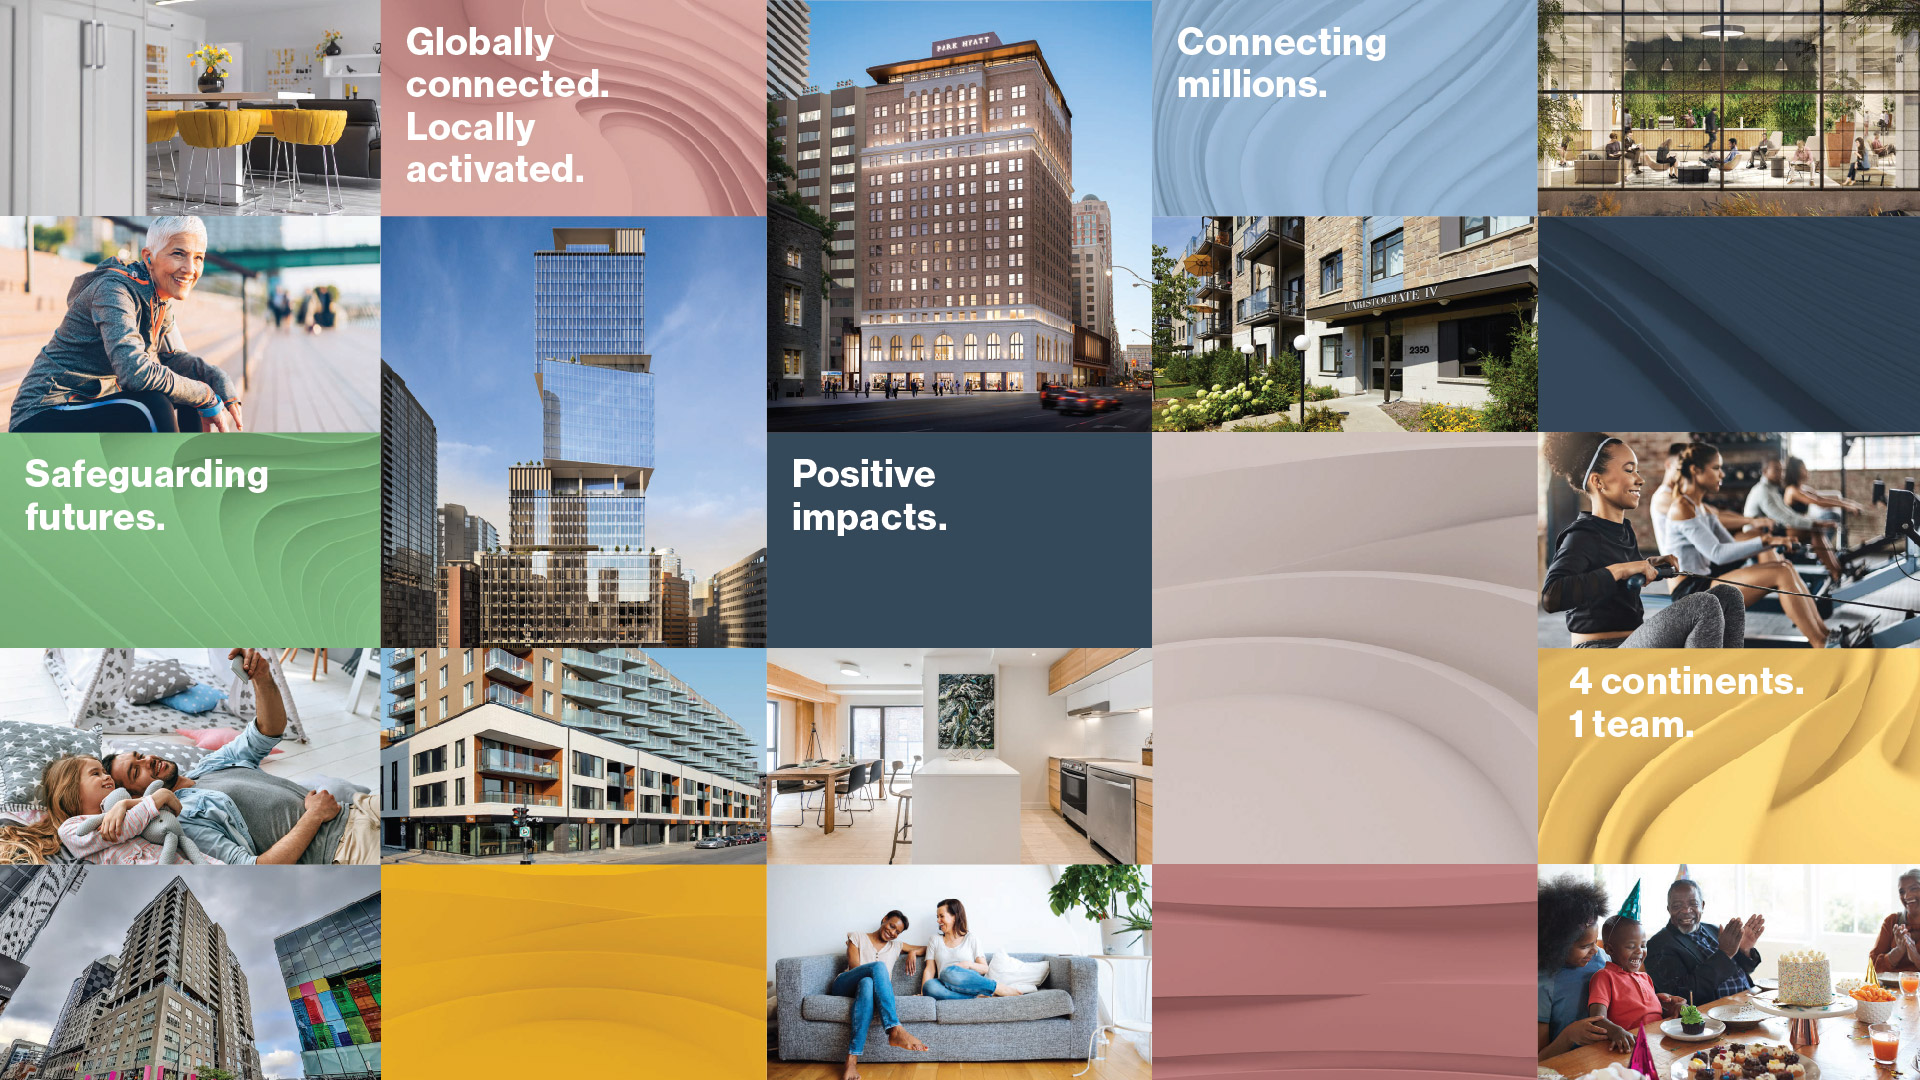 Globally
connected.
Locally
activated.
PARK HYATT
Connecting
millions.
L'ARISTOCRATE IV
2350
Safeguarding
futures.
Positive
impacts.
4 continents.
1 team.